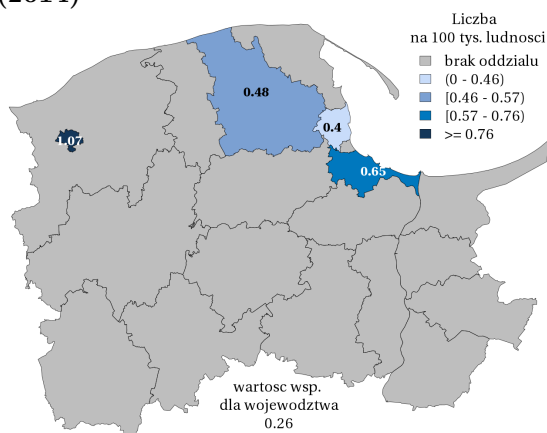 (2014)
Liczba
na 100 tys. ludnosci
brak oddzialu
(0 - 0.46)
[0.46 - 0.57)
[0.57 - 0.76)
>= 0.76
0.48
0.4
1.07
0.65
wartosc wsp.
dla wojewodztwa
0.26